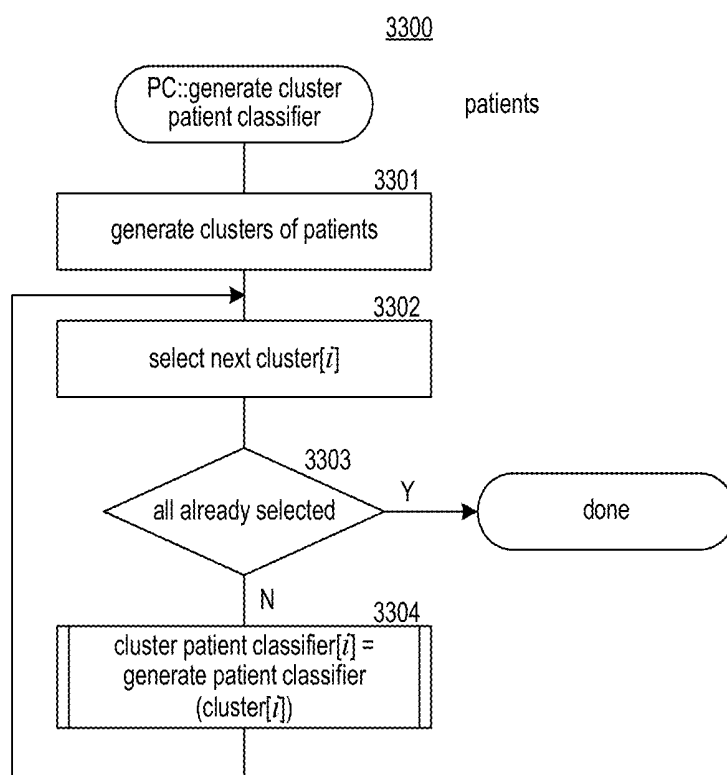 3300
PC::generate cluster
patient classifier
patients
3301
generate clusters of patients
3302
select next cluster[i]
3303
all already selected
Y
done
N
3304
cluster patient classifier[i] =
generate patient classifier
(cluster[i])